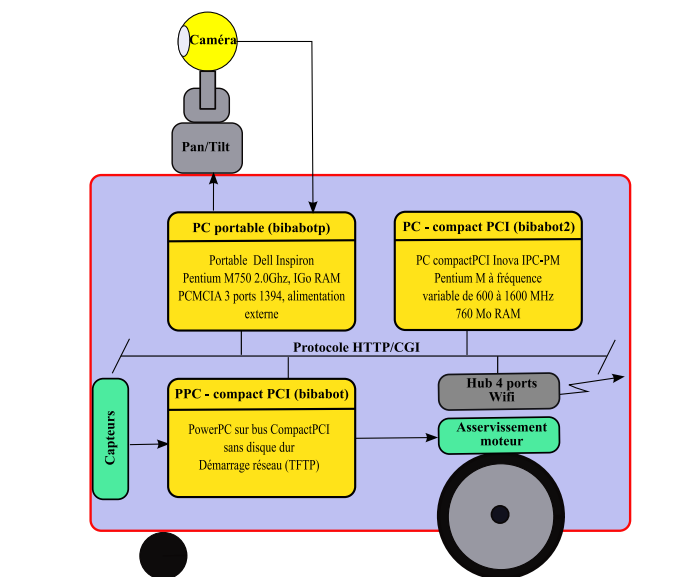 Caméra
Pan/Tilt
PC portable (bibabotp)
Portable Dell Inspiron
Pentium M750 2.0Ghz, IGo RAM
PCMCIA 3 ports 1394, alimentation
externe
PC - compact PCI (bibabot2)
PC compactPCI Inova IPC-PM
Pentium M à fréquence
variable de 600 à 1600 MHz
760 Mo RAM
Protocole HTTP/CGI
Capteurs
PPC - compact PCI (bibabot)
PowerPC sur bus CompactPCI
sans disque dur
Démarrage réseau (TFTP)
Hub 4 ports
Wifi
Asservissement
moteur